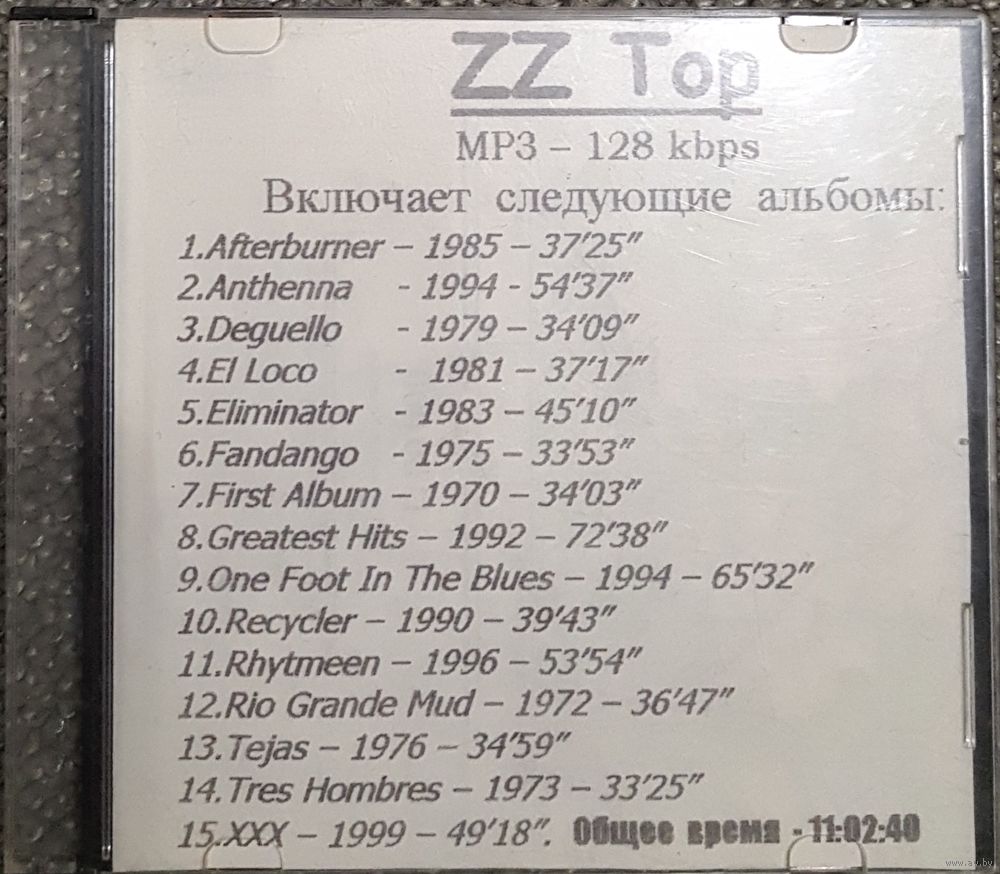 ZZ Top
MP3 – 128 kbps
Включает следующие альбомы:
1.Afterburner – 1985 – 37'25"
2.Anthenna - 1994 - 54'37"
3.Deguello - 1979 – 34'09"
4.El Loco - 1981 – 37'17"
5.Eliminator - 1983 – 45'10"
6.Fandango - 1975 – 33'53"
7.First Album – 1970 – 34'03"
8.Greatest Hits – 1992 – 72'38"
9.One Foot In The Blues – 1994 – 65'32"
10.Recycler – 1990 – 39'43"
11.Rhytmeen – 1996 – 53'54"
12.Rio Grande Mud – 1972 – 36'47"
13.Tejas – 1976 – 34'59"
14.Tres Hombres – 1973 – 33'25"
15.XXX – 1999 – 49'18". Общее время - 11:02:40
www.ay.by